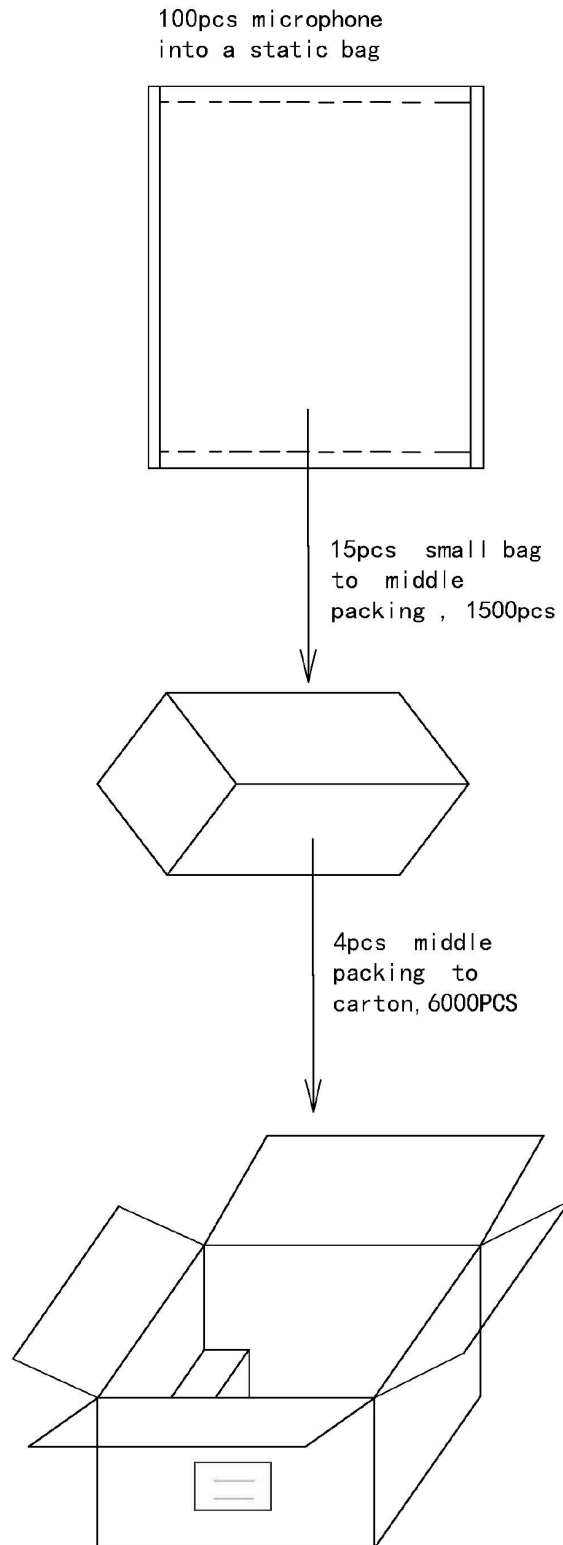 100pcs microphone
into a static bag
15pcs small bag
to middle
packing , 1500pcs
4pcs middle
packing to
carton, 6000PCS